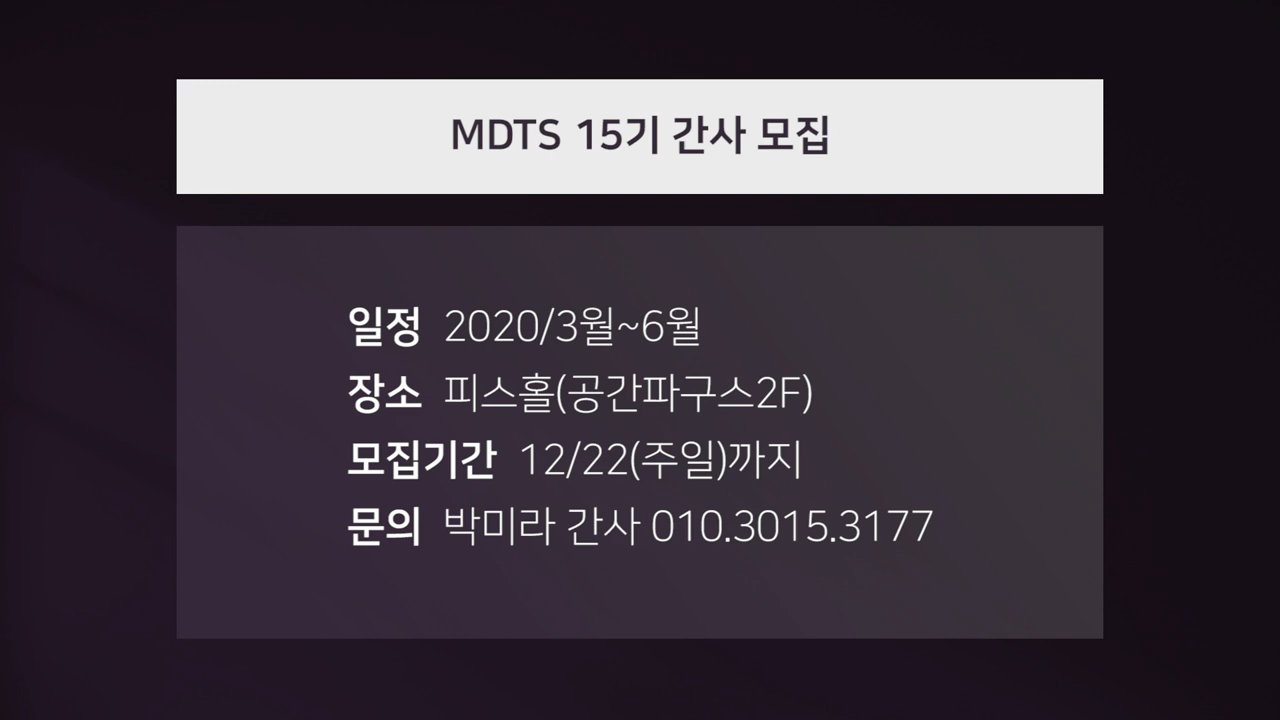 MDTS 15기 간사 모집
일정 2020/3월~6월
장소 피스홀(공간파구스2F)
모집기간 12/22(주일)까지
문의 박미라 간사 010.3015.3177